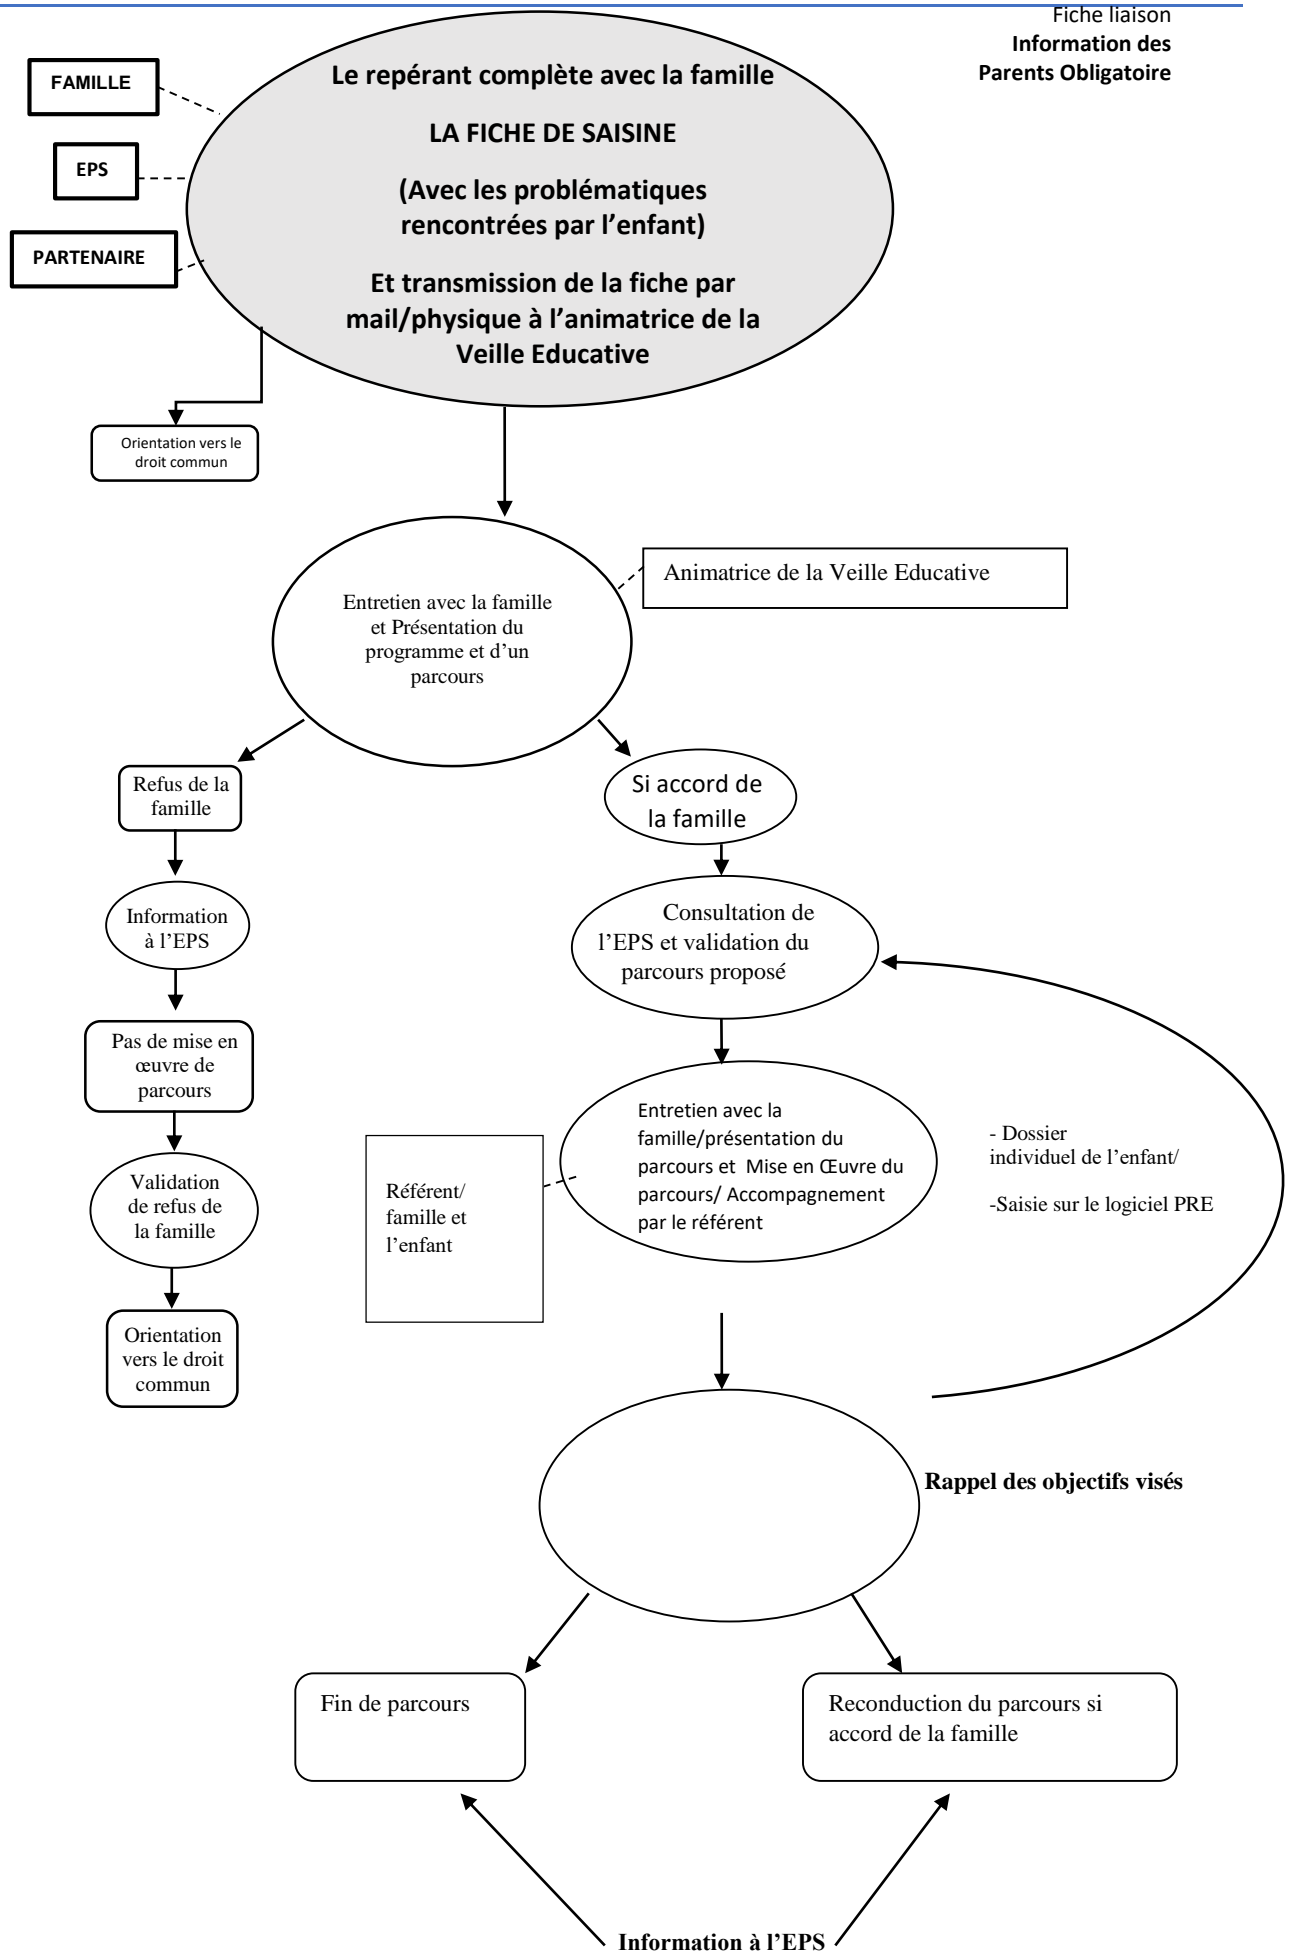 Fiche liaison
Information des
Parents Obligatoire
FAMILLE
EPS
PARTENAIRE
Le repérant complète avec la famille
LA FICHE DE SAISINE
(Avec les problématiques
rencontrées par l’enfant)
Et transmission de la fiche par
mail/physique à l’animatrice de la
Veille Educative
Orientation vers le
droit commun
Animatrice de la Veille Educative
Entretien avec la famille
et Présentation du
programme et d’un
parcours
Refus de la
famille
Si accord de
la famille
Information
à l’EPS
Consultation de
l’EPS et validation du
parcours proposé
Pas de mise en
œuvre de
parcours
Entretien avec la
famille/présentation du
parcours et  Mise en Œuvre du
parcours/ Accompagnement
par le référent
- Dossier
individuel de l’enfant/
-Saisie sur le logiciel PRE
Référent/
famille et
l’enfant
Validation
de refus de
la famille
Orientation
vers le droit
commun
Rappel des objectifs visés
Fin de parcours
Reconduction du parcours si
accord de la famille
Information à l’EPS